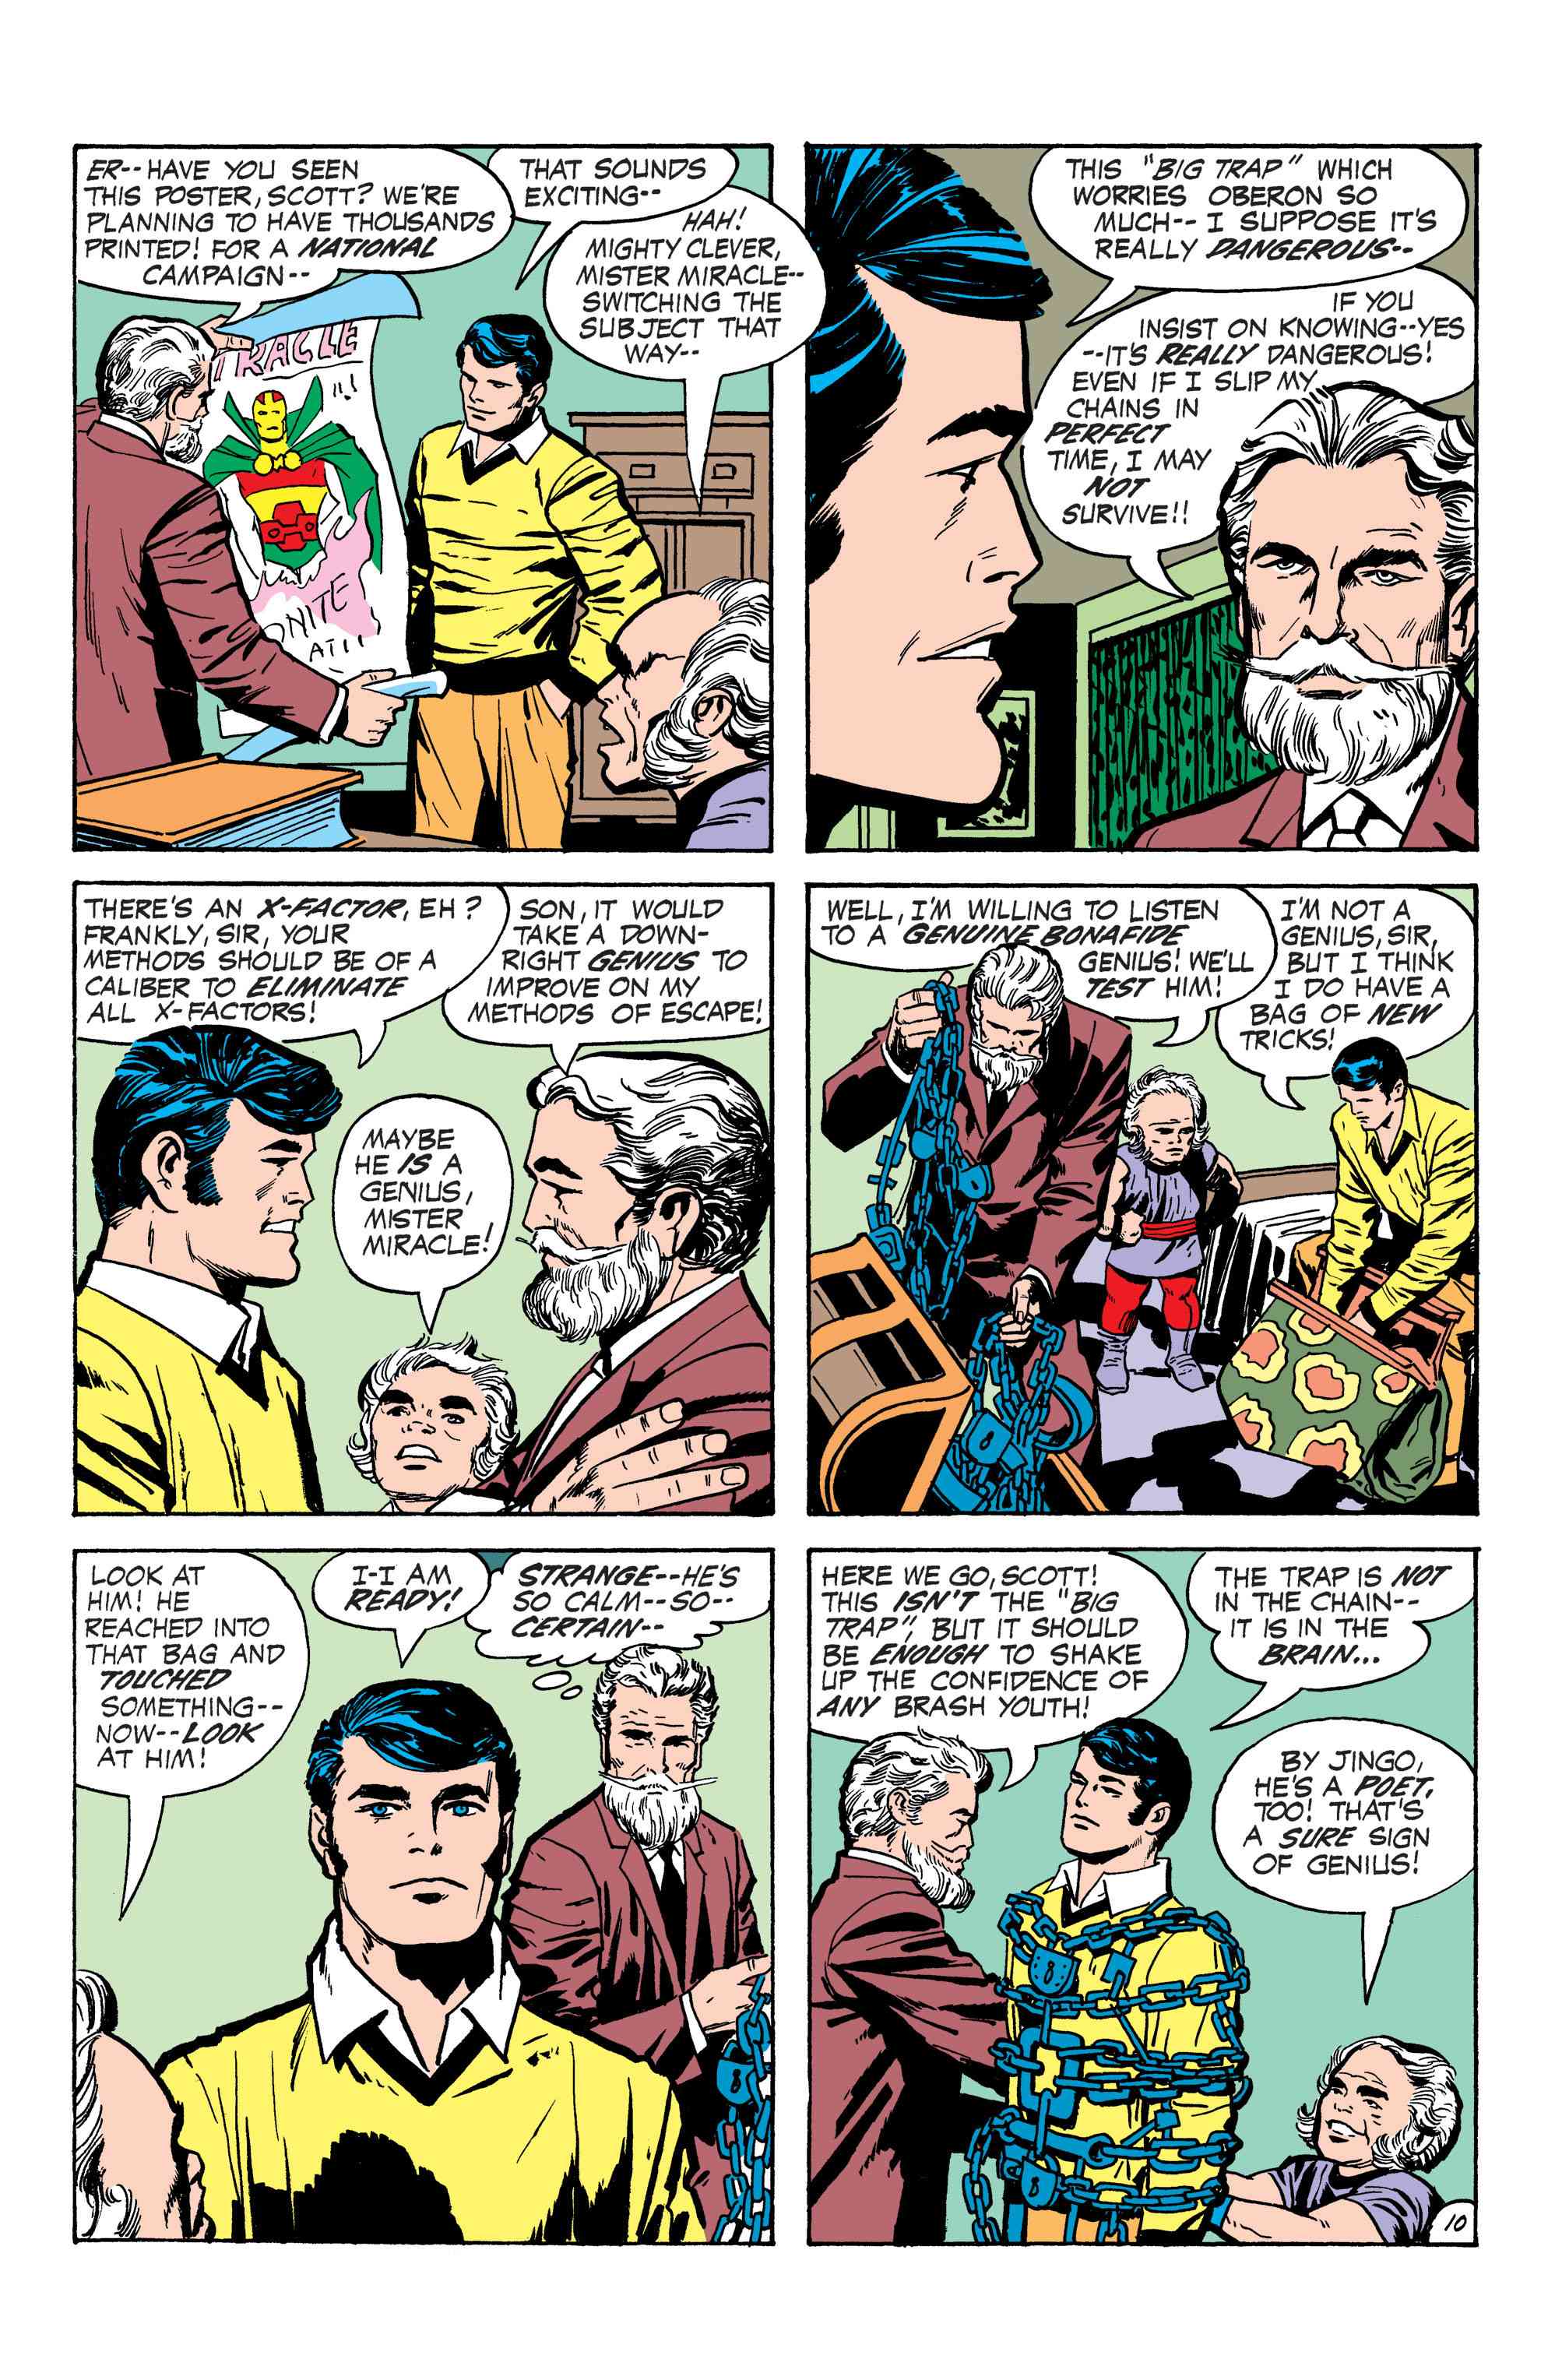 ER--HAVE YOU SEEN
THIS POSTER, SCOTT? WE'RE
PLANNING TO HAVE THOUSANDS
PRINTED! FOR A NATIONAL
CAMPAIGN--
THAT SOUNDS
EXCITING--
HAH!
MIGHTY CLEVER,
MISTER MIRACLE--
SWITCHING THE
SUBJECT THAT
WAY--
IRACLE
!!!
ONITE
AT!!!
THIS "BIG TRAP" WHICH
WORRIES OBERON SO
MUCH-- I SUPPOSE IT'S
REALLY DANGEROUS--
IF YOU
INSIST ON KNOWING--YES
--IT'S REALLY DANGEROUS!
EVEN IF I SLIP MY
CHAINS IN
PERFECT
TIME, I MAY
NOT
SURVIVE!!
THERE'S AN X-FACTOR, EH?
FRANKLY, SIR, YOUR
METHODS SHOULD BE OF A
CALIBER TO ELIMINATE
ALL X-FACTORS!
SON, IT WOULD
TAKE A DOWN-
RIGHT GENIUS TO
IMPROVE ON MY
METHODS OF ESCAPE!
MAYBE
HE IS A
GENIUS,
MISTER
MIRACLE!
WELL, I'M WILLING TO LISTEN
TO A GENUINE BONAFIDE
GENIUS! WE'LL
TEST HIM!
I'M NOT A
GENIUS, SIR,
BUT I THINK
I DO HAVE A
BAG OF NEW
TRICKS!
LOOK AT
HIM! HE
REACHED INTO
THAT BAG AND
TOUCHED
SOMETHING--
NOW--LOOK
AT HIM!
I-I AM
READY!
STRANGE--HE'S
SO CALM--SO--
CERTAIN--
HERE WE GO, SCOTT!
THIS ISN'T THE "BIG
TRAP", BUT IT SHOULD
BE ENOUGH TO SHAKE
UP THE CONFIDENCE OF
ANY BRASH YOUTH!
THE TRAP IS NOT
IN THE CHAIN--
IT IS IN THE
BRAIN...
BY JINGO,
HE'S A POET,
TOO! THAT'S
A SURE SIGN
OF GENIUS!
10